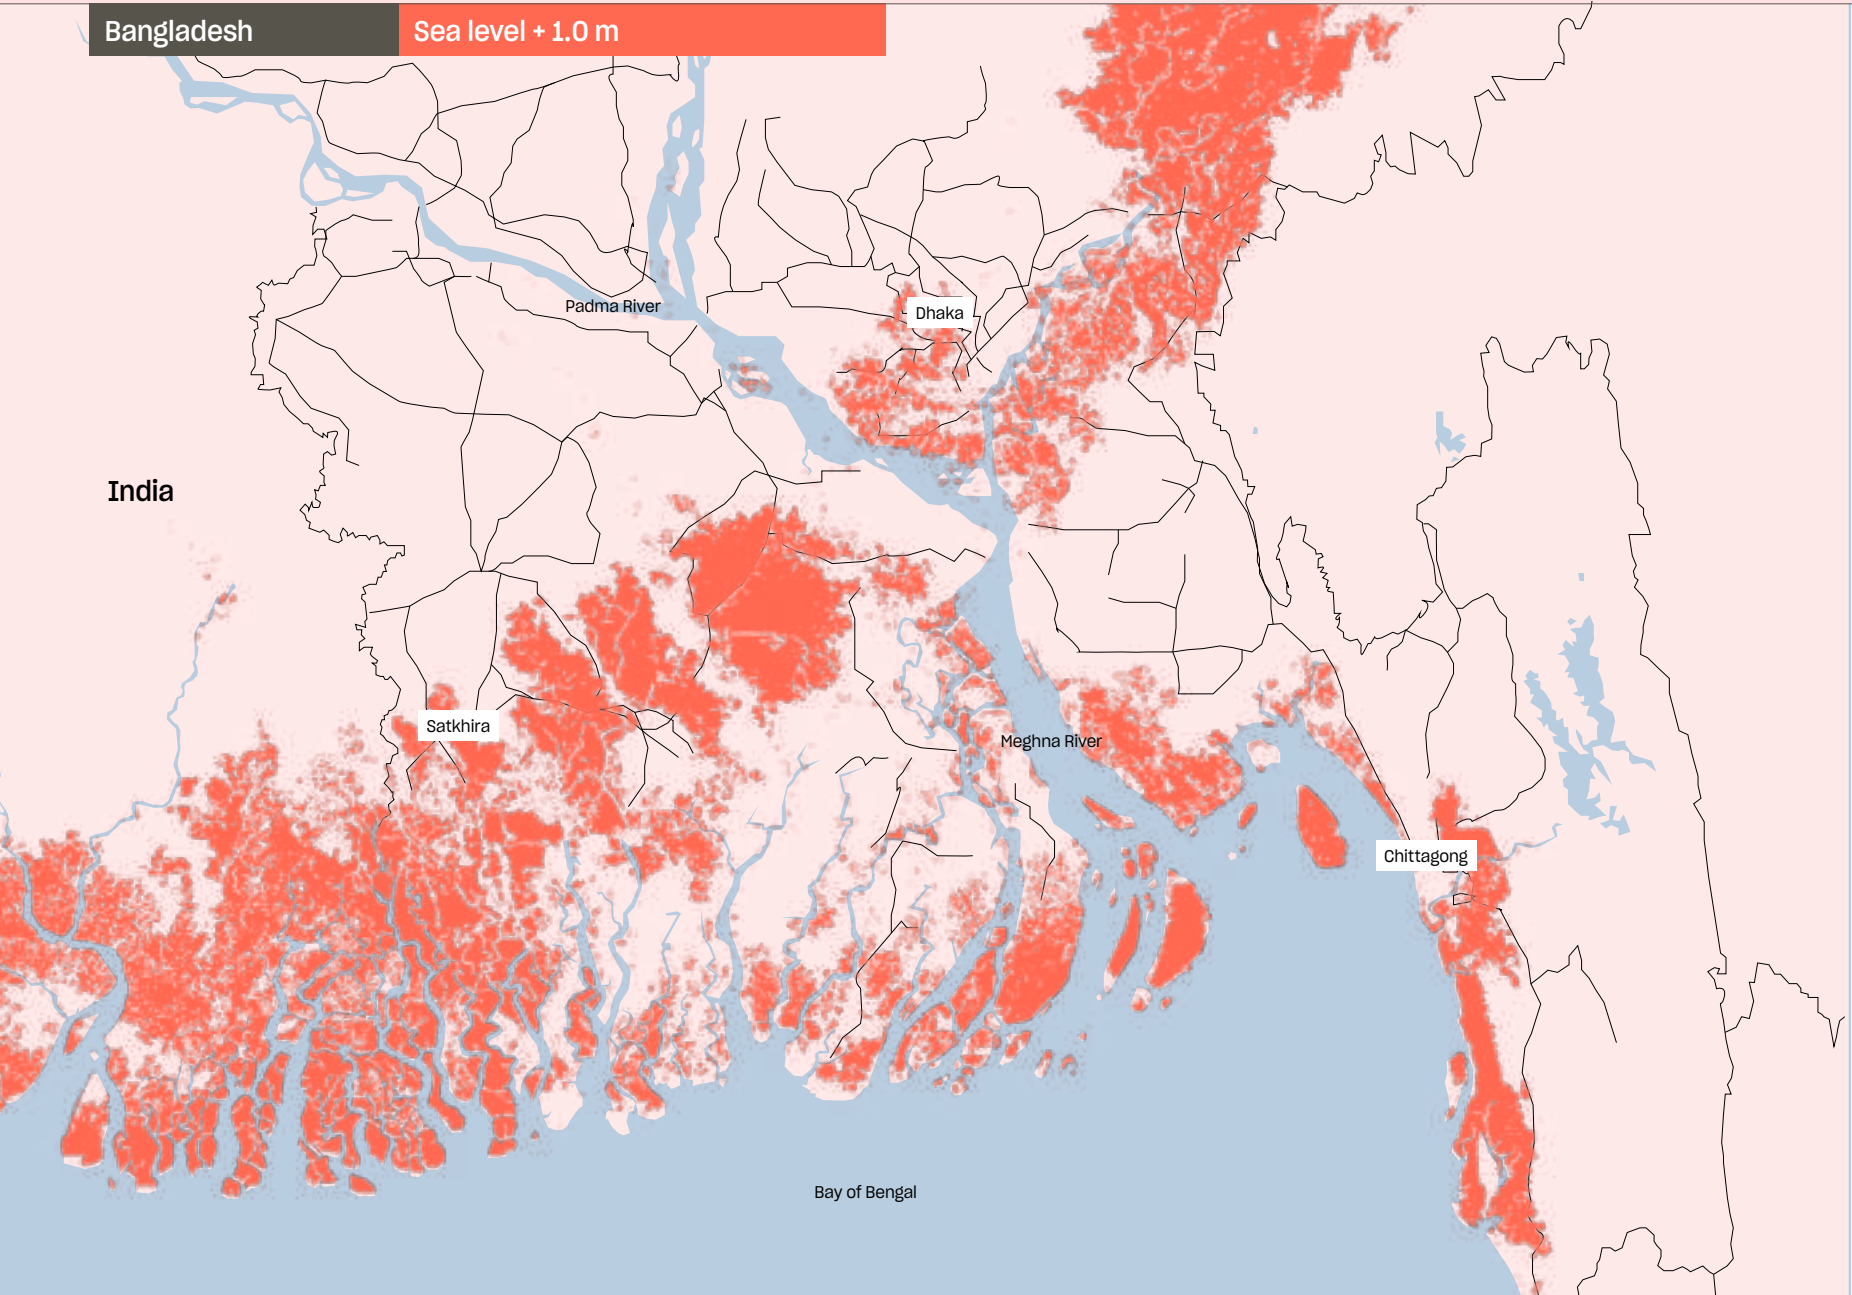 Bangladesh
Sea level + 1.0 m
Padma River
Dhaka
India
Satkhira
Meghna River
Chittagong
Bay of Bengal